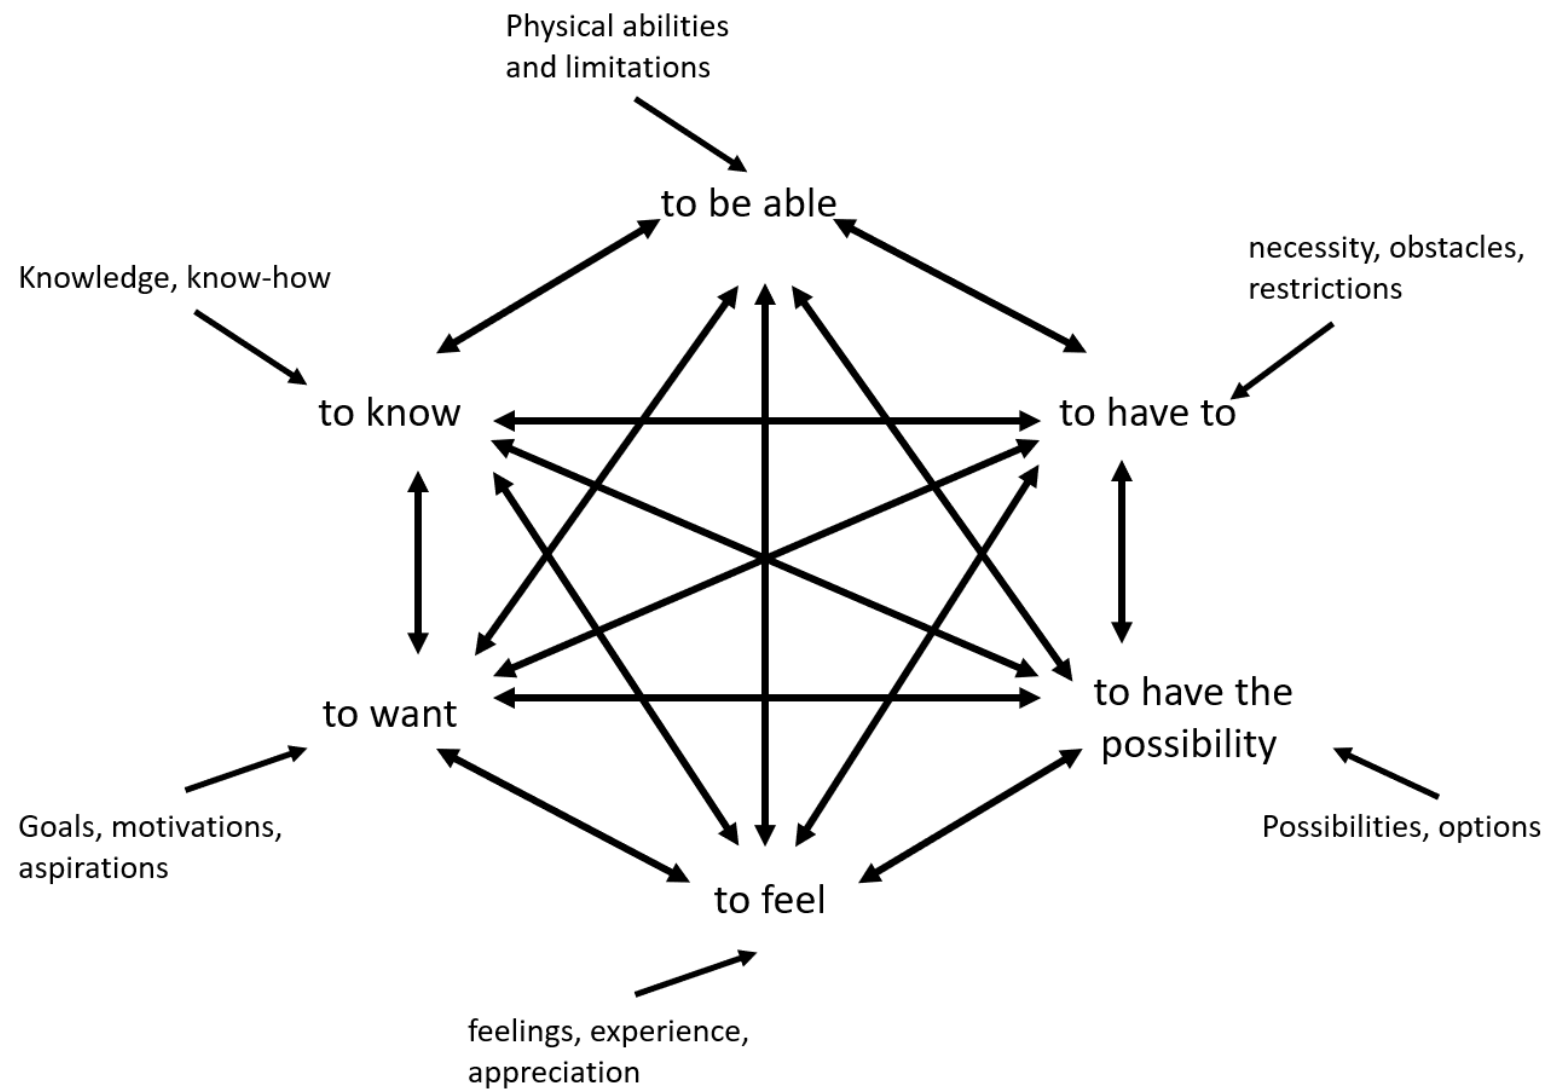 Physical abilities
and limitations
to be able
necessity, obstacles,
restrictions
Knowledge, know-how
to know
to have to
to want
to have the
possibility
Goals, motivations,
aspirations
Possibilities, options
to feel
feelings, experience,
appreciation